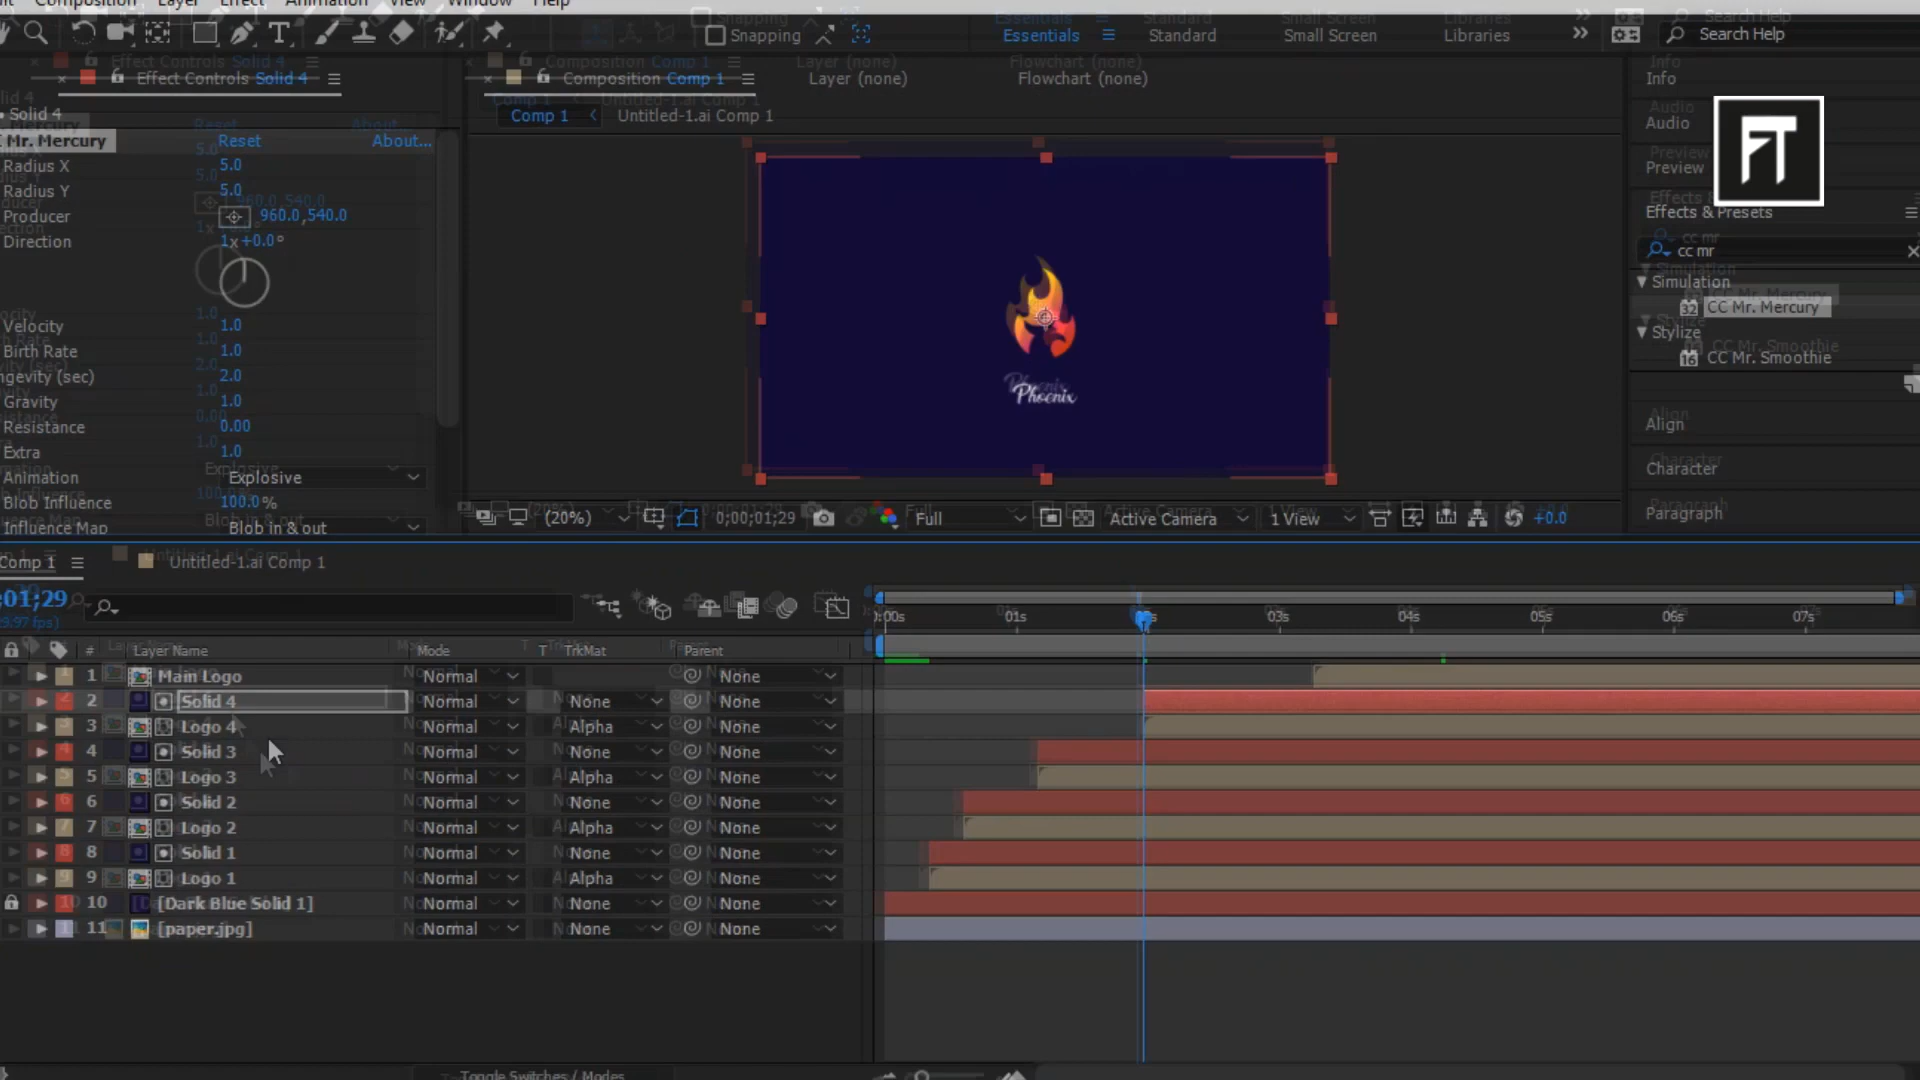 Composition Layer Effect Animation View Window Help
Snapping
Essentials
Standard
Small Screen
Libraries
Search Help
Effect Controls Solid 4
Composition Comp 1
Layer (none)
Flowchart (none)
Info
Solid 4
Comp 1
Untitled-1.ai Comp 1
Audio
FT
Mr. Mercury
Reset
About...
Radius X
5.0
Preview
Radius Y
5.0
Producer
960.0,540.0
Effects & Presets
Direction
1x+0.0°
cc mr
Simulation
CC Mr. Mercury
Velocity
1.0
Stylize
Birth Rate
1.0
CC Mr. Smoothie
ngevity (sec)
2.0
Phoenix
Gravity
1.0
Align
Resistance
0.00
Extra
1.0
Character
Animation
Explosive
Blob Influence
100.0%
Paragraph
Influence Map
Blob in & out
(20%)
0;00;01;29
Full
Active Camera
1 View
+0.0
Comp 1
Untitled-1.ai Comp 1
;01;29
9.97 fps)
0:00s
01s
03s
04s
05s
06s
07s
#
Layer Name
Mode
T TrkMat
Parent
1 Main Logo Normal None
2 Solid 4 Normal None None
3 Logo 4 Normal Alpha None
4 Solid 3 Normal None None
5 Logo 3 Normal Alpha None
6 Solid 2 Normal None None
7 Logo 2 Normal Alpha None
8 Solid 1 Normal None None
9 Logo 1 Normal Alpha None
10 [Dark Blue Solid 1] Normal None None
11 [paper.jpg] Normal None None
Toggle Switches / Modes